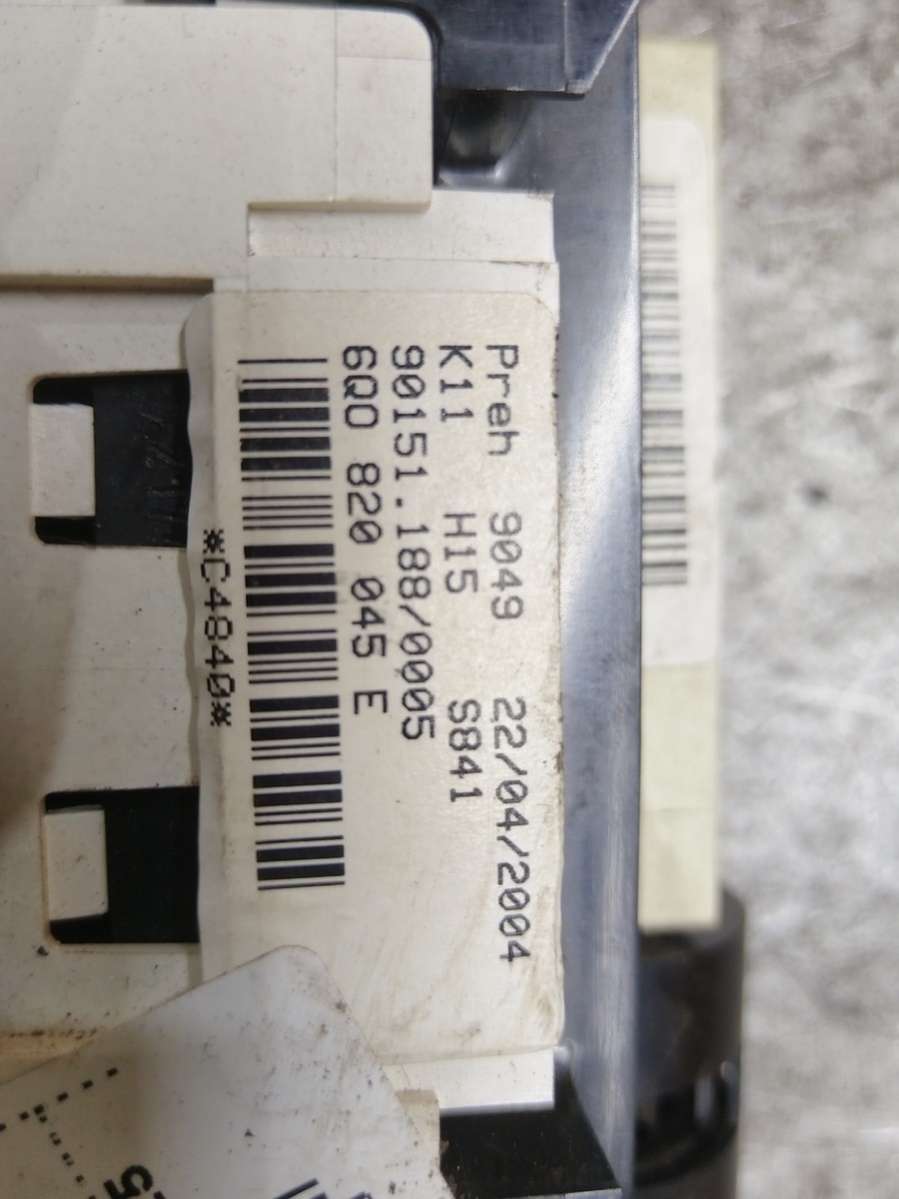 Preh 9049 22/04/2004
K11 H15 S841
90151.188/0005
6Q0 820 045 E
*C4840*